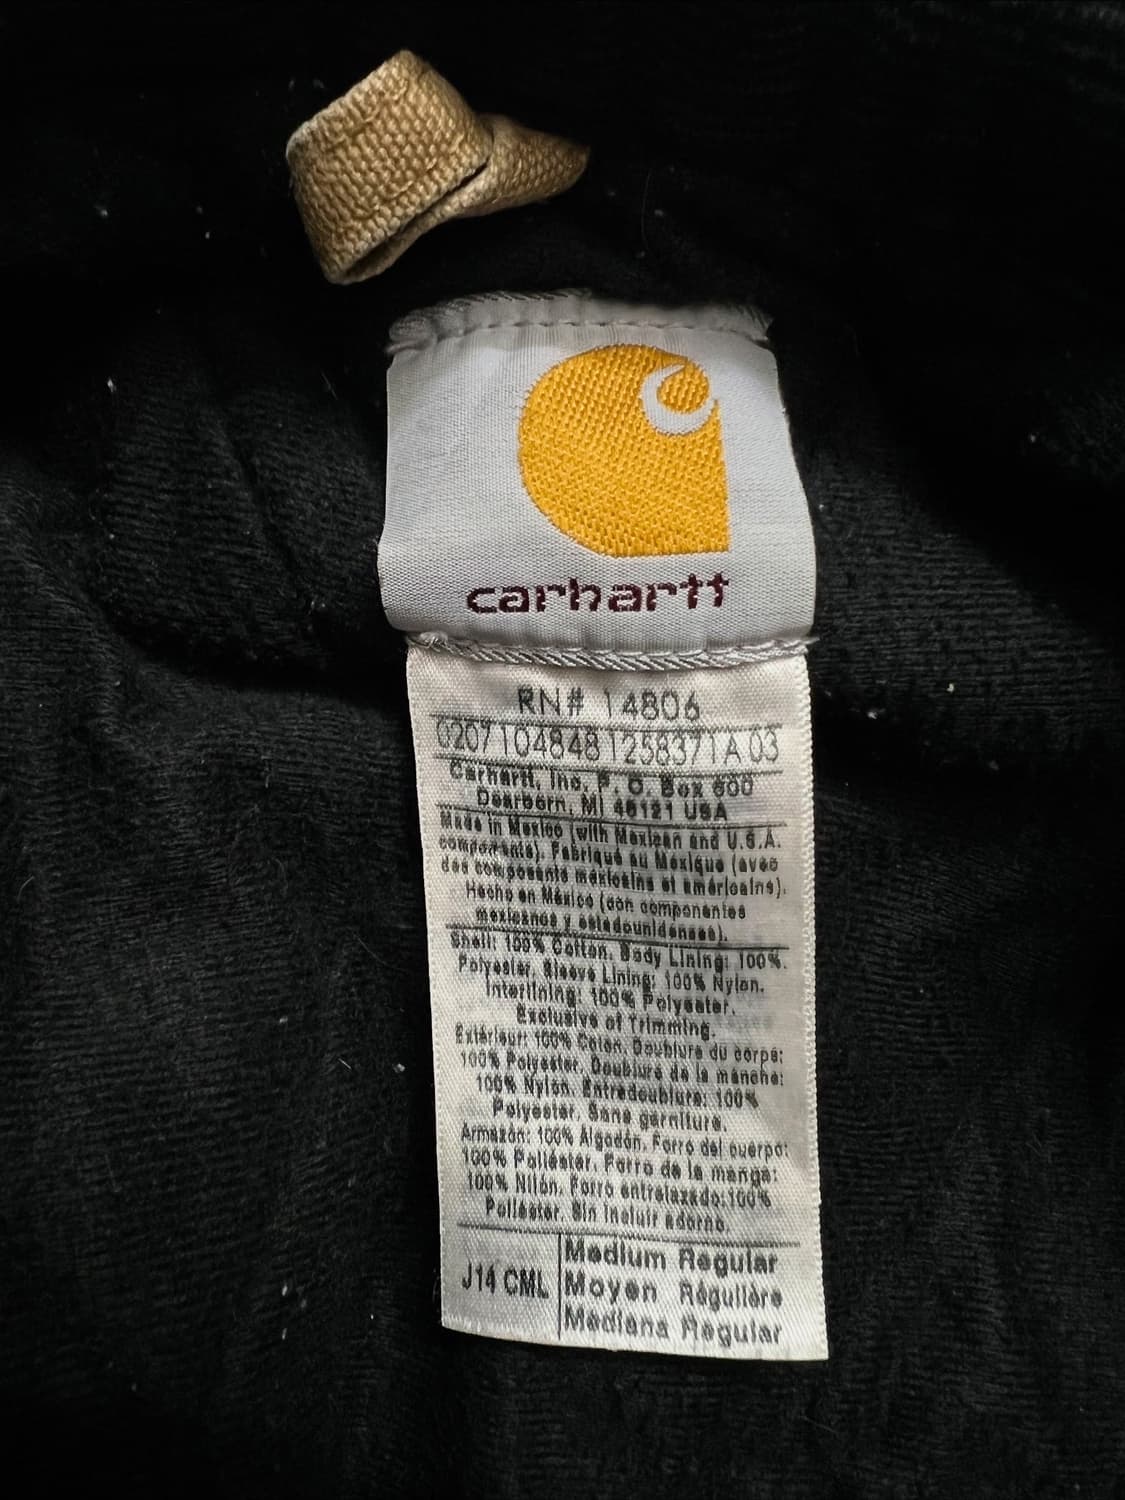 carhartt
RN# 14806
0207104848 1258371A 03
Carhartt, Inc. P. O. Box 600
Dearborn, MI 48121 USA
Made in Mexico (with Mexican and U.S.A.
components). Fabriqué au Mexique (avec
des composants mexicains et américains).
Hecho en México (con componentes
mexicanos y estadounidenses).
Shell: 100% Cotton. Body Lining: 100%.
Polyester, Sleeve Lining: 100% Nylon.
Interlining: 100% Polyester.
Exclusive of Trimming.
Extérieur: 100% Coton. Doublure du corps:
100% Polyester. Doublure de la manche:
100% Nylon. Entredoublure: 100%
Polyester. Sans garniture.
Armazón: 100% Algodón. Forro del cuerpo:
100% Poliéster. Forro de la manga:
100% Nilón. Forro entrelazado:100%
Poliéster. Sin incluir adorno.
J14 CML
Medium Regular
Moyen Régulière
Mediana Regular